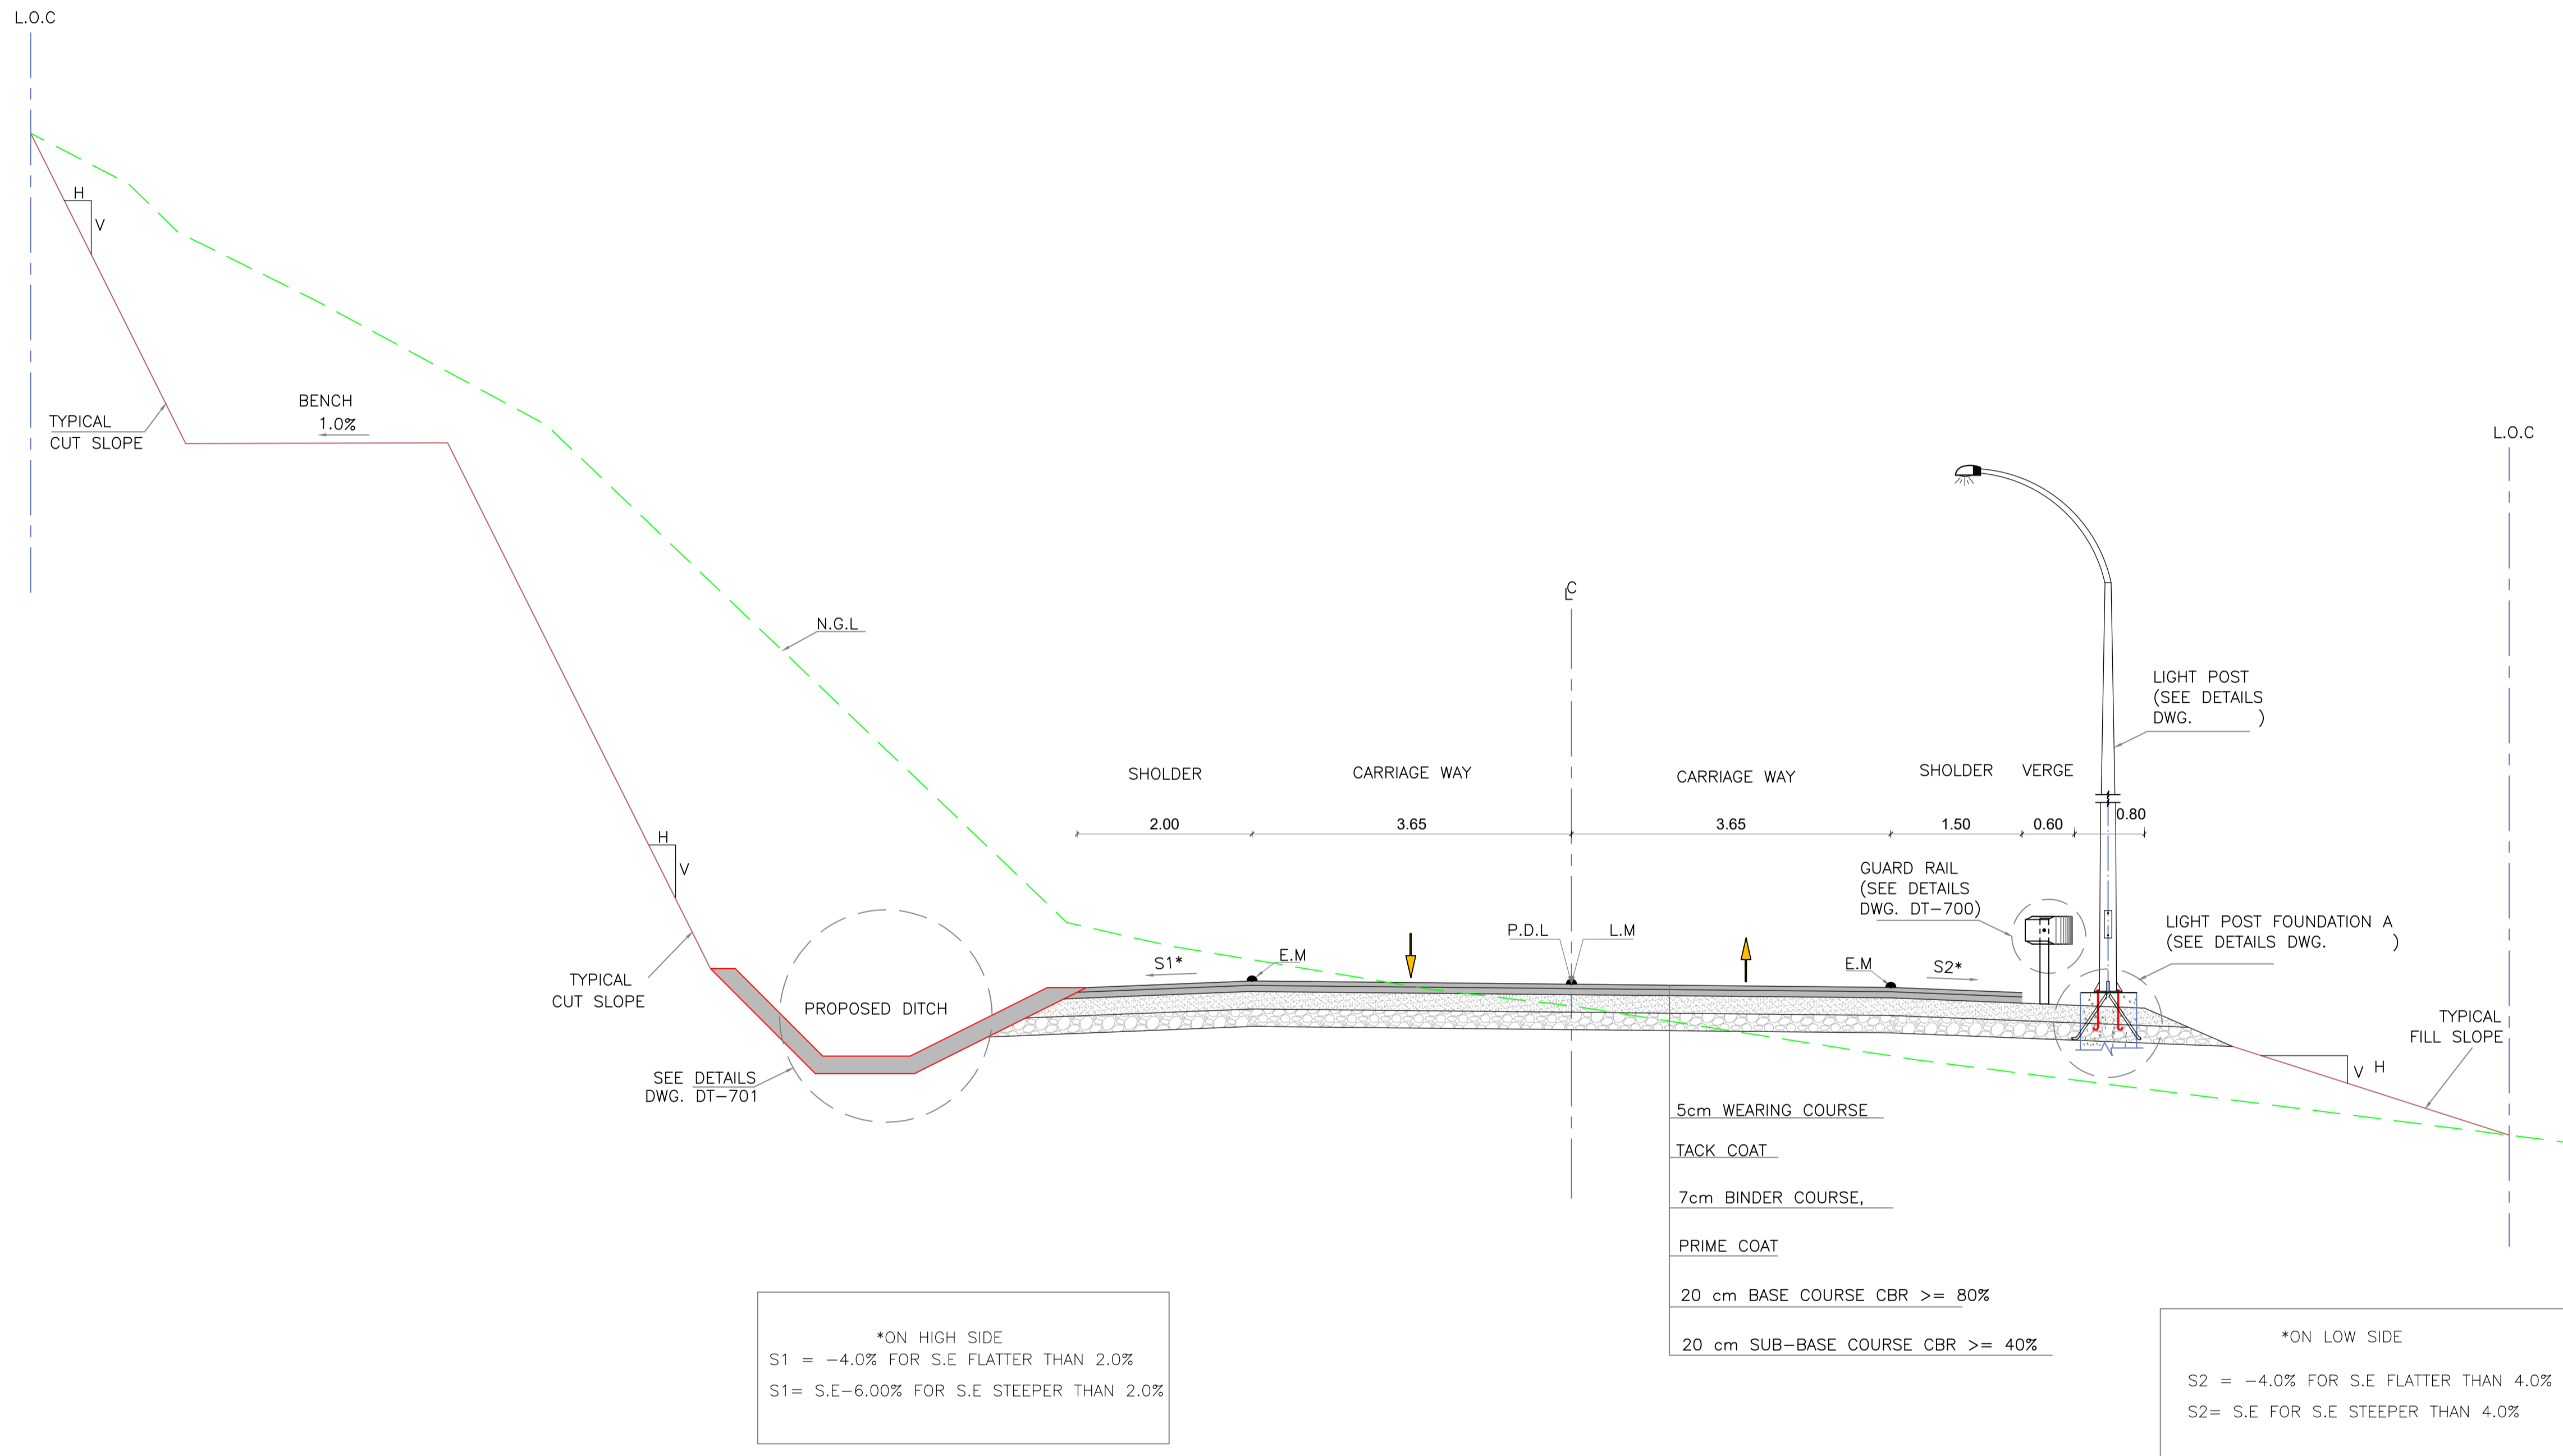 L.O.C
H
V
BENCH
1.0%
TYPICAL
CUT SLOPE
L.O.C
N.G.L
CL
LIGHT POST
(SEE DETAILS
DWG. )
SHOLDER
CARRIAGE WAY
CARRIAGE WAY
SHOLDER
VERGE
2.00
3.65
3.65
1.50
0.60
0.80
H
V
GUARD RAIL
(SEE DETAILS
DWG. DT-700)
LIGHT POST FOUNDATION A
(SEE DETAILS DWG. )
P.D.L
L.M
S1*
E.M
E.M
S2*
TYPICAL
CUT SLOPE
PROPOSED DITCH
TYPICAL
FILL SLOPE
V H
SEE DETAILS
DWG. DT-701
5cm WEARING COURSE
TACK COAT
7cm BINDER COURSE,
PRIME COAT
20 cm BASE COURSE CBR >= 80%
20 cm SUB-BASE COURSE CBR >= 40%
*ON HIGH SIDE
S1 = -4.0% FOR S.E FLATTER THAN 2.0%
S1= S.E-6.00% FOR S.E STEEPER THAN 2.0%
*ON LOW SIDE
S2 = -4.0% FOR S.E FLATTER THAN 4.0%
S2= S.E FOR S.E STEEPER THAN 4.0%